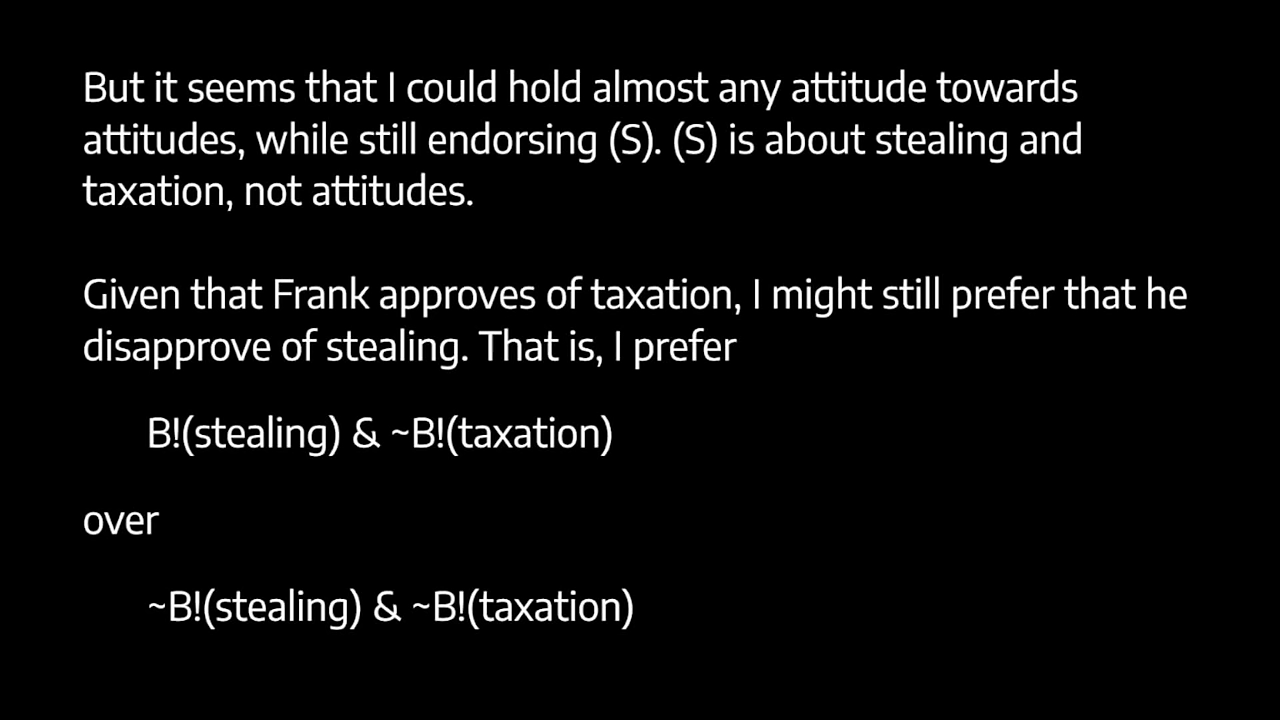 But it seems that I could hold almost any attitude towards
attitudes, while still endorsing (S). (S) is about stealing and
taxation, not attitudes.
Given that Frank approves of taxation, I might still prefer that he
disapprove of stealing. That is, I prefer
B!(stealing) & ~B!(taxation)
over
~B!(stealing) & ~B!(taxation)